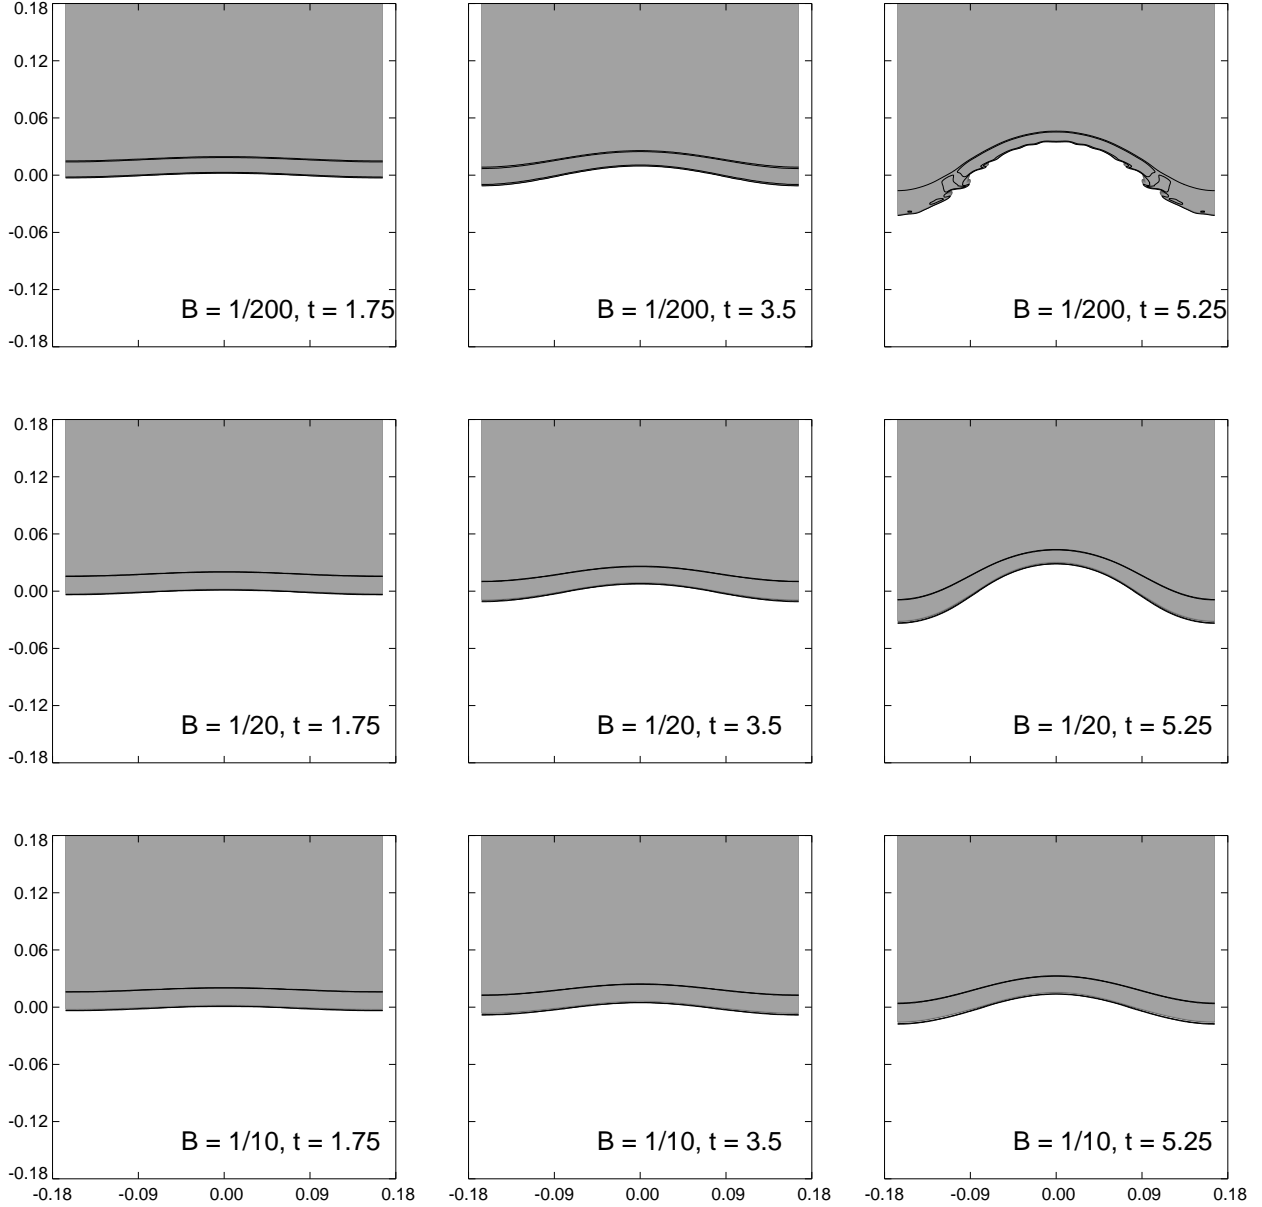 0.18
0.12
0.06
0.00
-0.06
-0.12
-0.18
B = 1/200, t = 1.75
B = 1/200, t = 3.5
B = 1/200, t = 5.25
0.18
0.12
0.06
0.00
-0.06
-0.12
-0.18
B = 1/20, t = 1.75
B = 1/20, t = 3.5
B = 1/20, t = 5.25
0.18
0.12
0.06
0.00
-0.06
-0.12
-0.18
B = 1/10, t = 1.75
B = 1/10, t = 3.5
B = 1/10, t = 5.25
-0.18 -0.09 0.00 0.09 0.18
-0.18 -0.09 0.00 0.09 0.18
-0.18 -0.09 0.00 0.09 0.18